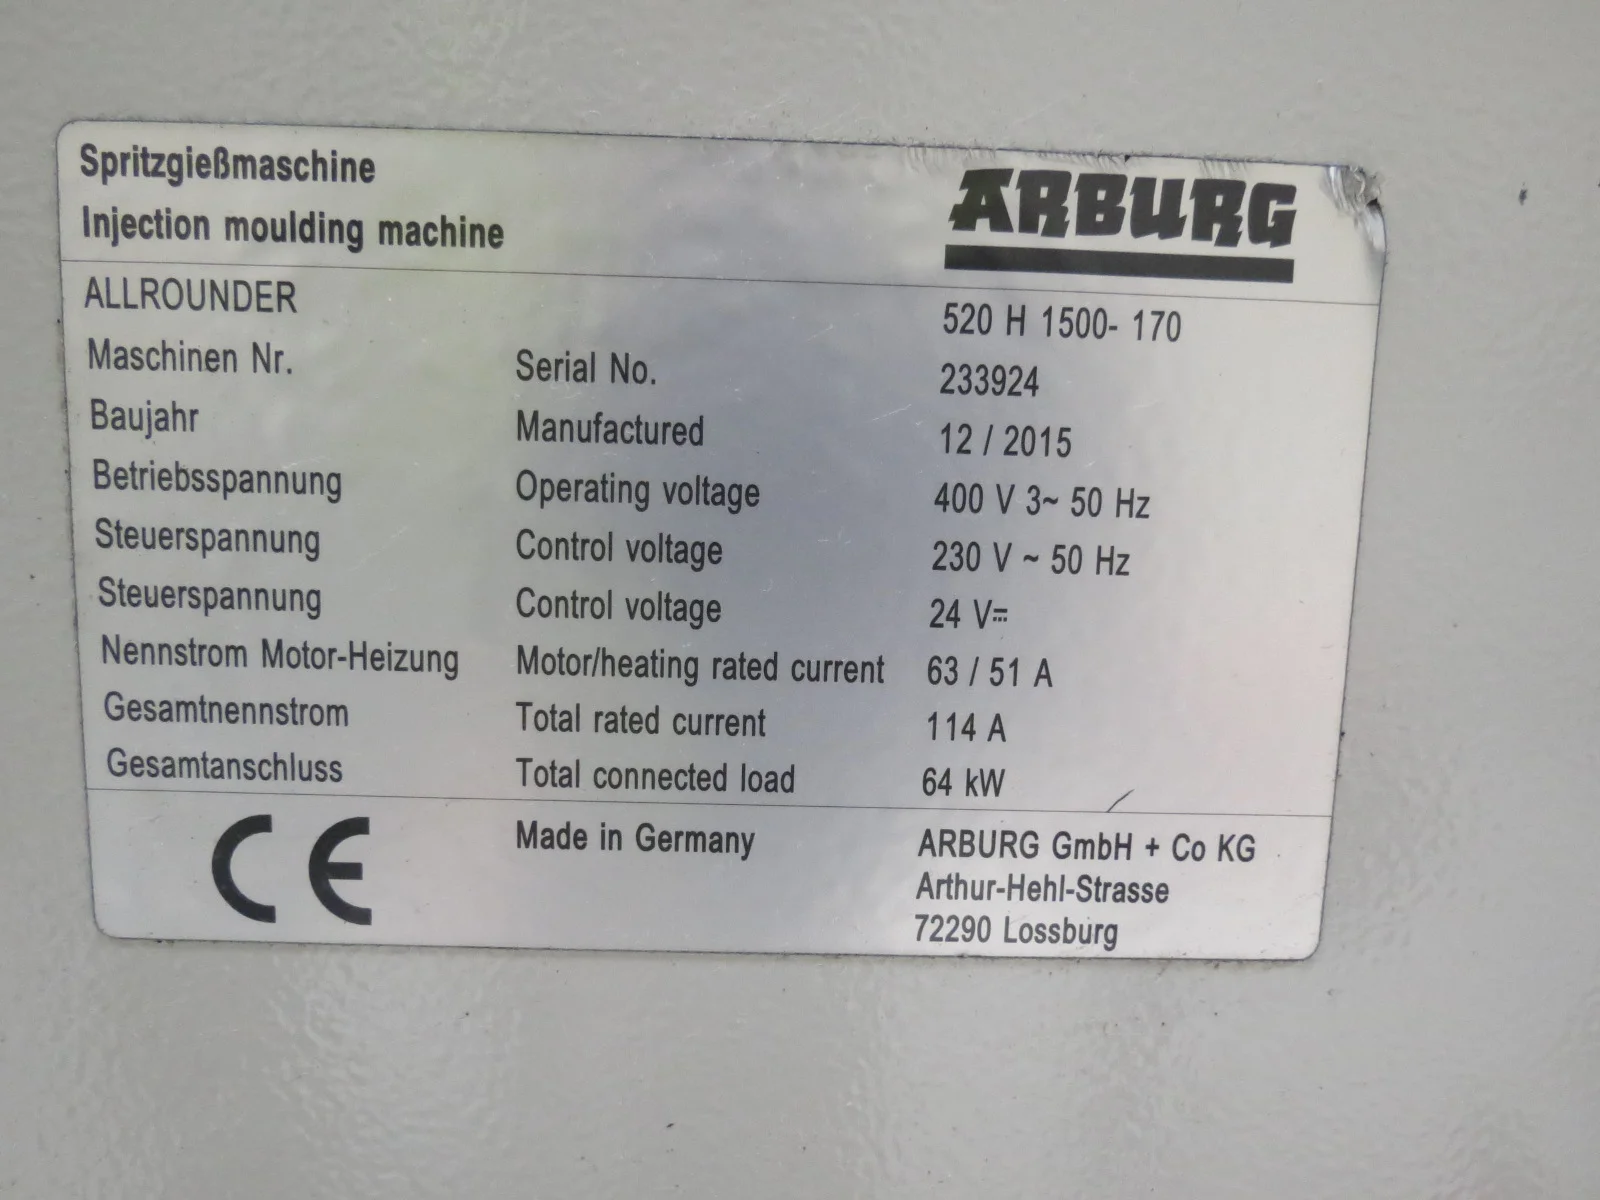 Spritzgießmaschine
Injection moulding machine
ARBURG
ALLROUNDER 520 H 1500- 170
Maschinen Nr. Serial No. 233924
Baujahr Manufactured 12 / 2015
Betriebsspannung Operating voltage 400 V 3~ 50 Hz
Steuerspannung Control voltage 230 V ~ 50 Hz
Steuerspannung Control voltage 24 V⎓
Nennstrom Motor-Heizung Motor/heating rated current 63 / 51 A
Gesamtnennstrom Total rated current 114 A
Gesamtanschluss Total connected load 64 kW
CE Made in Germany ARBURG GmbH + Co KG
Arthur-Hehl-Strasse
72290 Lossburg